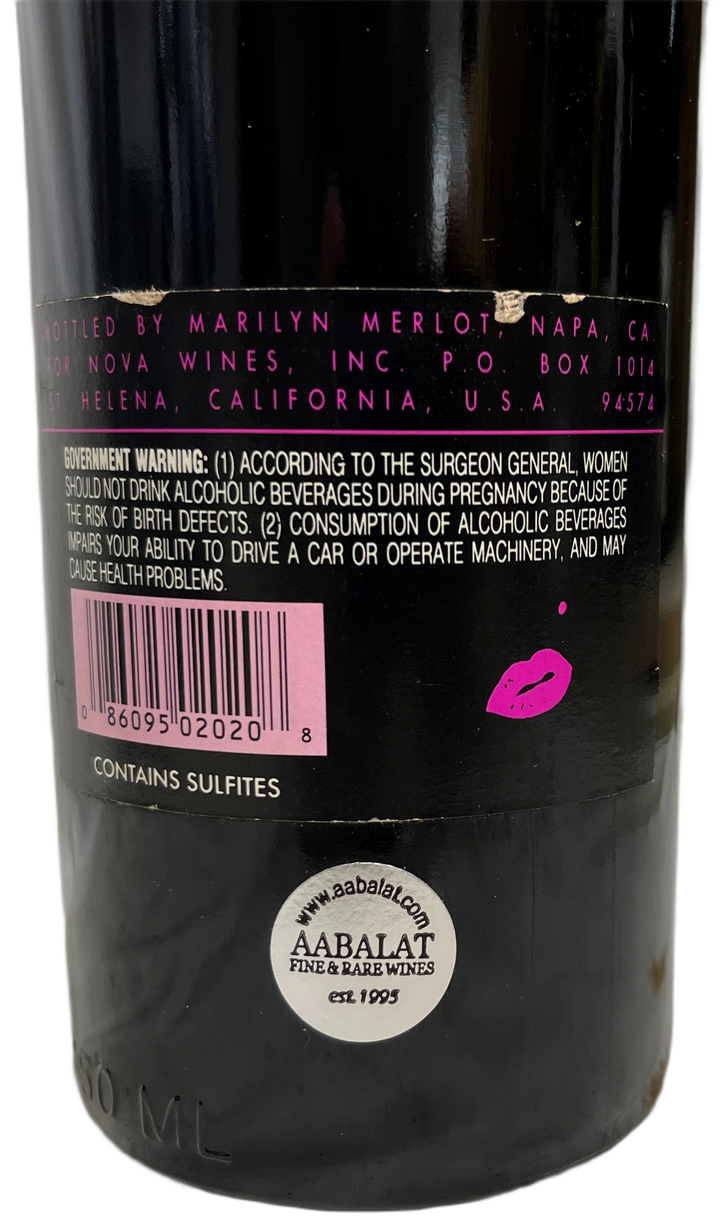 BOTTLED BY MARILYN MERLOT, NAPA, CA.
FOR NOVA WINES, INC. P.O. BOX 1014
ST. HELENA, CALIFORNIA, U.S.A. 94574
GOVERNMENT WARNING: (1) ACCORDING TO THE SURGEON GENERAL, WOMEN
SHOULD NOT DRINK ALCOHOLIC BEVERAGES DURING PREGNANCY BECAUSE OF
THE RISK OF BIRTH DEFECTS. (2) CONSUMPTION OF ALCOHOLIC BEVERAGES
IMPAIRS YOUR ABILITY TO DRIVE A CAR OR OPERATE MACHINERY, AND MAY
CAUSE HEALTH PROBLEMS.
0 86095 02020 8
CONTAINS SULFITES
www.aabalat.com
AABALAT
FINE & RARE WINES
est. 1995
ML